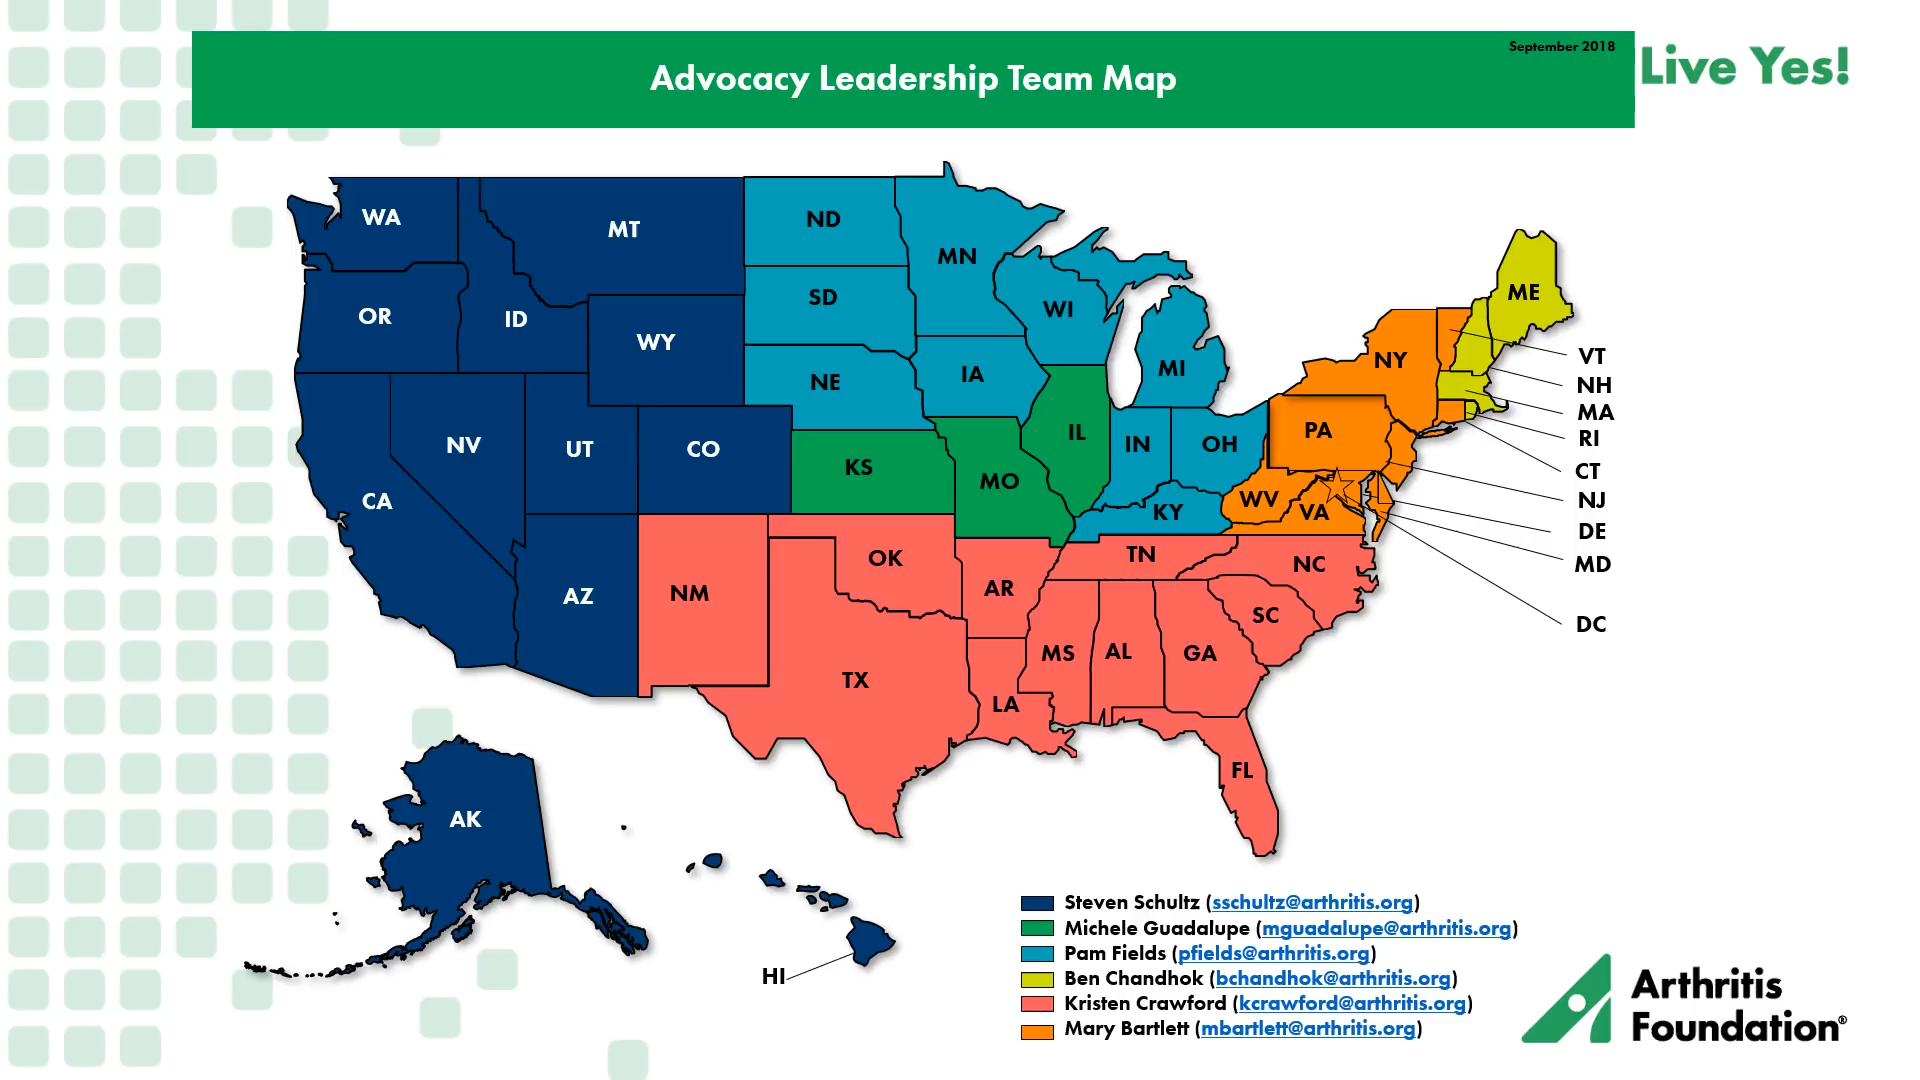 September 2018
Advocacy Leadership Team Map
Live Yes!
WA
MT
ND
MN
OR
ID
WY
SD
WI
MI
NE
IA
NY
ME
VT
NH
MA
RI
CT
NJ
DE
MD
DC
NV
UT
CO
CA
KS
MO
IL
IN
OH
PA
KY
WV
VA
AZ
NM
OK
AR
TN
NC
SC
TX
LA
MS
AL
GA
FL
AK
HI
Steven Schultz (sschultz@arthritis.org)
Michele Guadalupe (mguadalupe@arthritis.org)
Pam Fields (pfields@arthritis.org)
Ben Chandhok (bchandhok@arthritis.org)
Kristen Crawford (kcrawford@arthritis.org)
Mary Bartlett (mbartlett@arthritis.org)
Arthritis
Foundation®